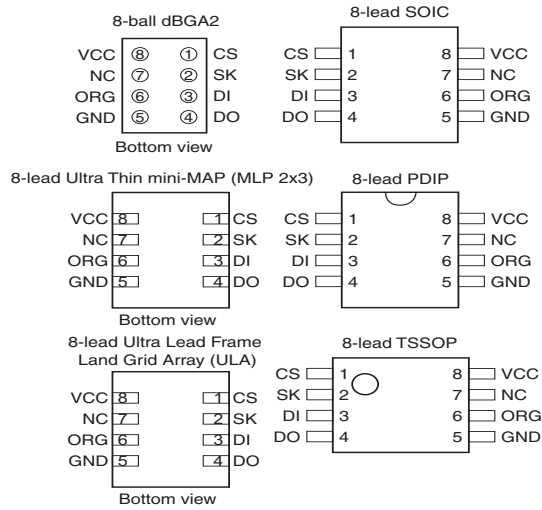 8-ball dBGA2
VCC 8 1 CS
NC 7 2 SK
ORG 6 3 DI
GND 5 4 DO
Bottom view
8-lead SOIC
CS 1 8 VCC
SK 2 7 NC
DI 3 6 ORG
DO 4 5 GND
8-lead Ultra Thin mini-MAP (MLP 2x3)
VCC 8 1 CS
NC 7 2 SK
ORG 6 3 DI
GND 5 4 DO
Bottom view
8-lead PDIP
CS 1 8 VCC
SK 2 7 NC
DI 3 6 ORG
DO 4 5 GND
8-lead Ultra Lead Frame
Land Grid Array (ULA)
VCC 8 1 CS
NC 7 2 SK
ORG 6 3 DI
GND 5 4 DO
Bottom view
8-lead TSSOP
CS 1 8 VCC
SK 2 7 NC
DI 3 6 ORG
DO 4 5 GND